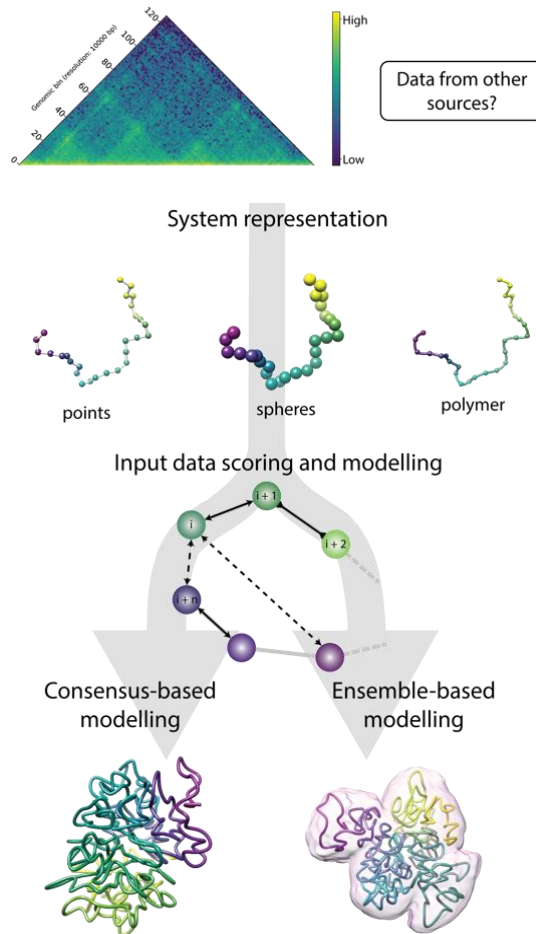 120
100
80
60
40
20
0
Genomic bin (resolution: 10000 bp)
High
Low
Data from other
sources?
System representation
points
spheres
polymer
Input data scoring and modelling
i + 1
i
i + 2
i + n
Consensus-based
modelling
Ensemble-based
modelling